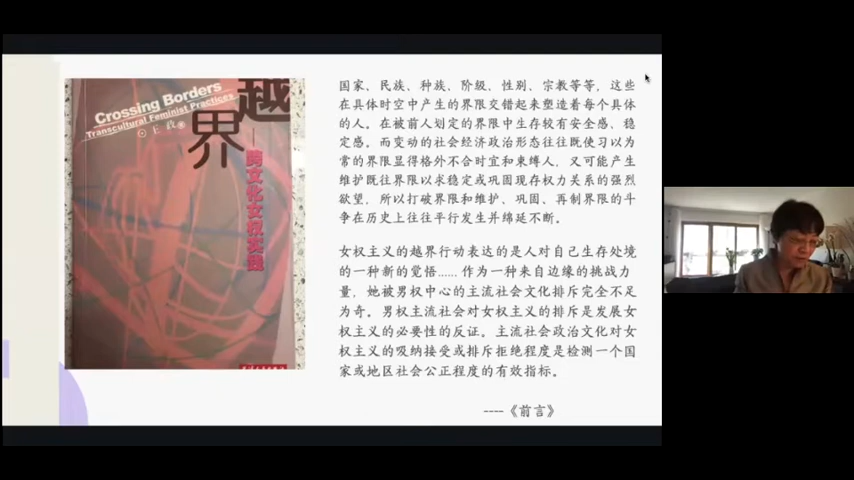 Crossing Borders
Transcultural Feminist Practices
王政
越界
——跨文化女权实践
国家、民族、种族、阶级、性别、宗教等等，这些
在具体时空中产生的界限交错起来塑造着每个具体
的人。在被前人划定的界限中生存较有安全感、稳
定感。而变动的社会经济政治形态往往既使习以为
常的界限显得格外不合时宜和束缚人，又可能产生
维护既往界限以求稳定或巩固现存权力关系的强烈
欲望，所以打破界限和维护、巩固、再制界限的斗
争在历史上往往平行发生并绵延不断。
女权主义的越界行动表达的是人对自己生存处境
的一种新的觉悟...... 作为一种来自边缘的挑战力
量，她被男权中心的主流社会文化排斥完全不足
为奇。男权主流社会对女权主义的排斥是发展女
权主义的必要性的反证。主流社会政治文化对女
权主义的吸纳接受或排斥拒绝程度是检测一个国
家或地区社会公正程度的有效指标。
----《前言》